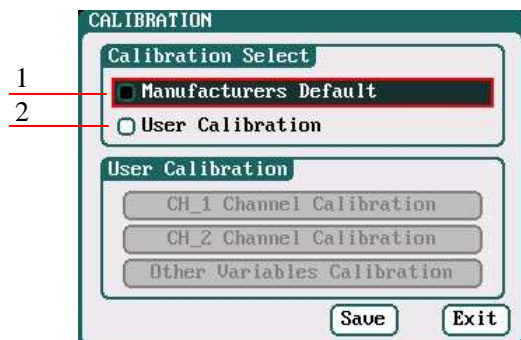 CALIBRATION
Calibration Select
1
Manufacturers Default
2
User Calibration
User Calibration
CH_1 Channel Calibration
CH_2 Channel Calibration
Other Variables Calibration
Save Exit